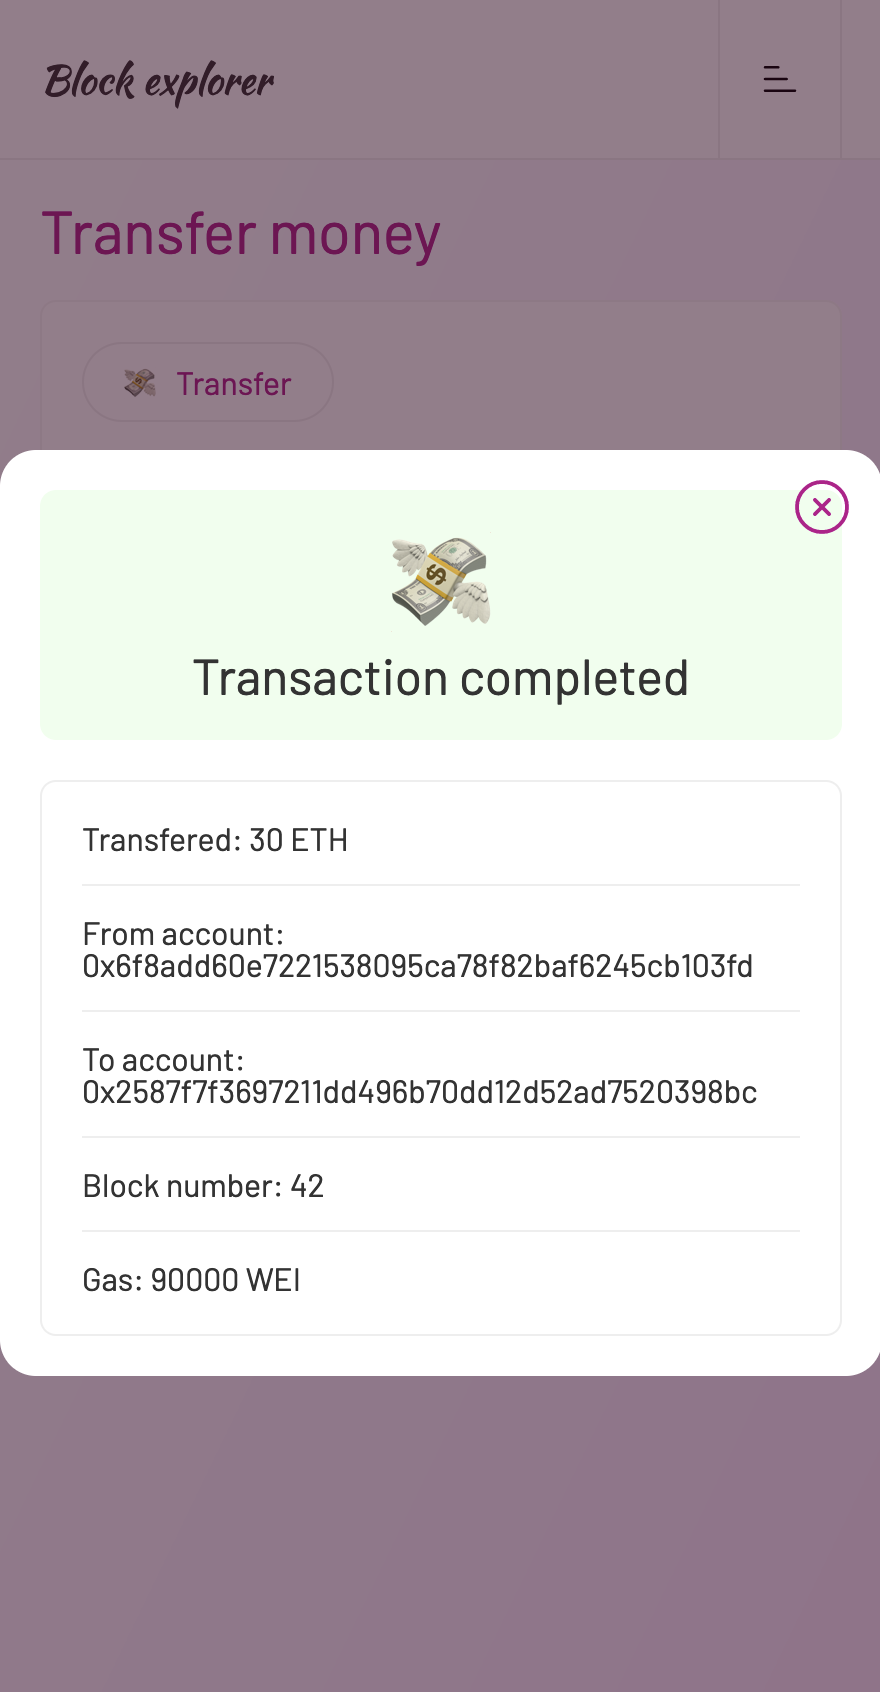 Block explorer
Transfer money
Transfer
Transaction completed
Transfered: 30 ETH
From account:
0x6f8add60e7221538095ca78f82baf6245cb103fd
To account:
0x2587f7f3697211dd496b70dd12d52ad7520398bc
Block number: 42
Gas: 90000 WEI